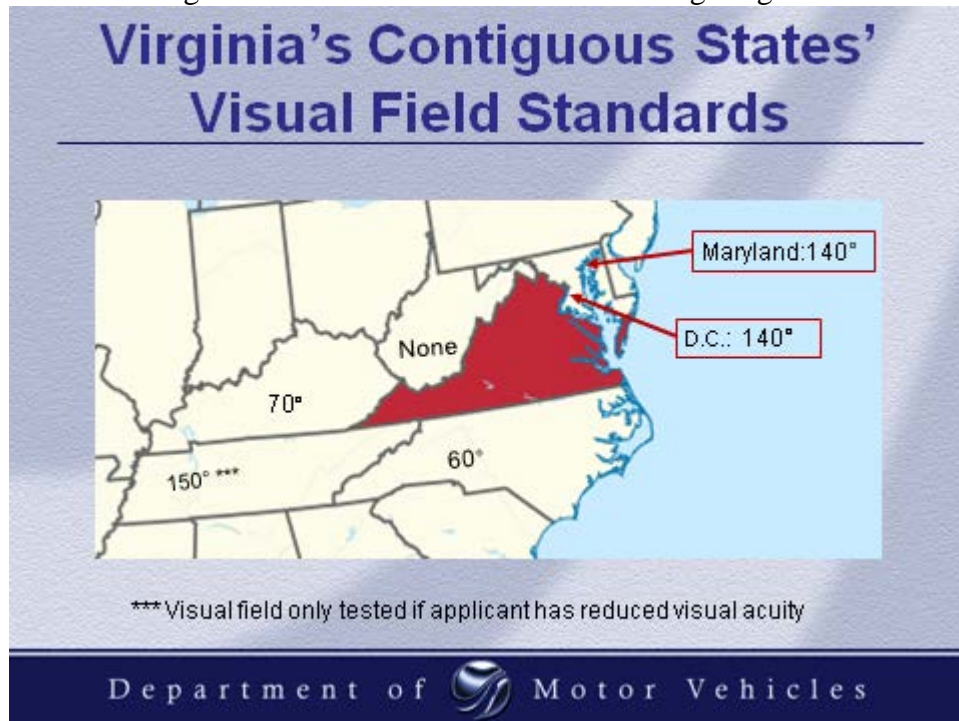 Virginia's Contiguous States'
Visual Field Standards
Maryland:140°
D.C.: 140°
None
70°
60°
150° ***
*** Visual field only tested if applicant has reduced visual acuity
Department of Motor Vehicles